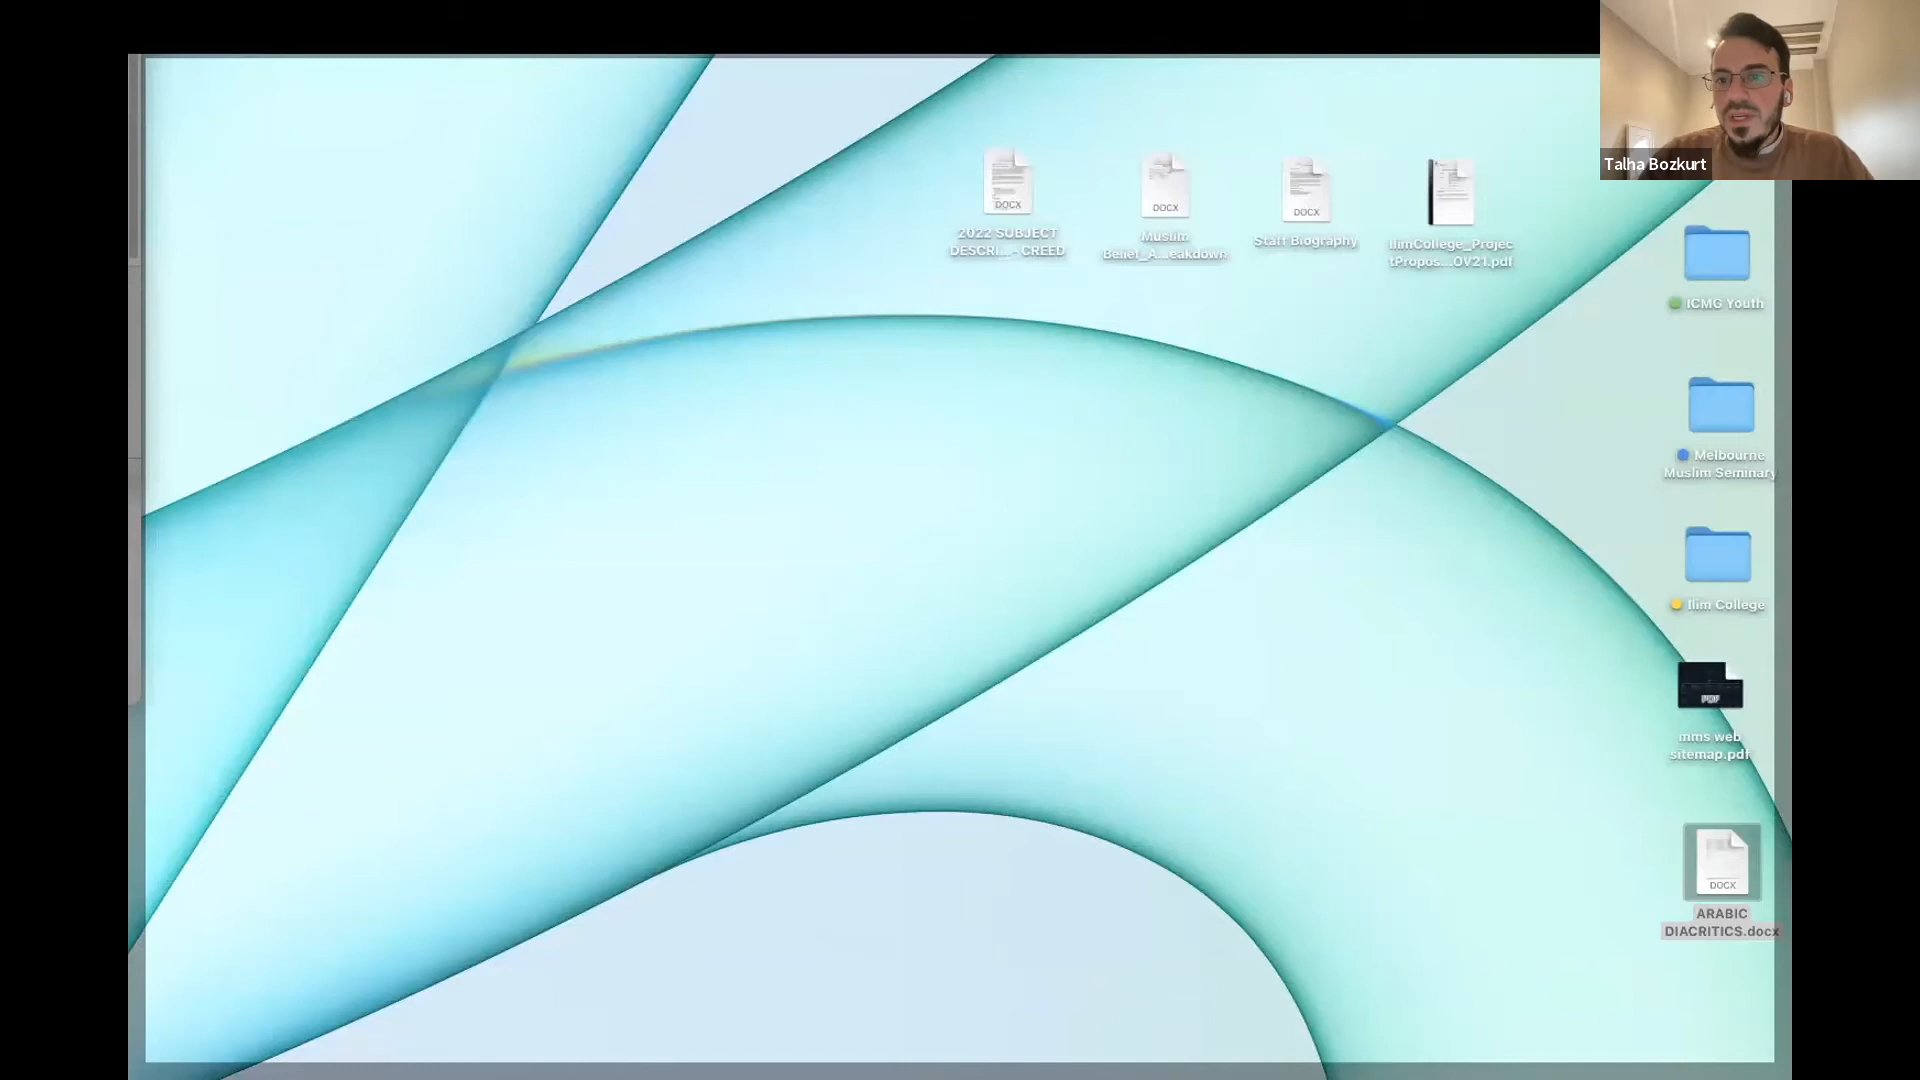 Talha Bozkurt
DOCX
2022 SUBJECT
DESCRI...- CREED
DOCX
Muslim
Belief_A...eakdown
DOCX
Staff Biography
IlimCollege_Projec
tPropos...OV21.pdf
ICMG Youth
Melbourne
Muslim Seminary
Ilim College
PDF
mms web
sitemap.pdf
DOCX
ARABIC
DIACRITICS.docx